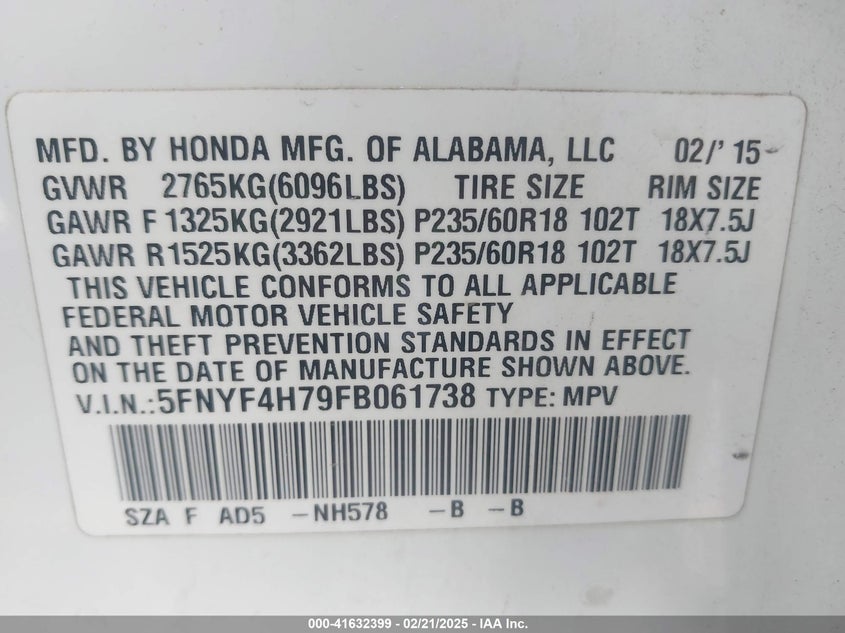 MFD. BY HONDA MFG. OF ALABAMA, LLC 02/'15
GVWR 2765KG(6096LBS) TIRE SIZE RIM SIZE
GAWR F 1325KG(2921LBS) P235/60R18 102T 18X7.5J
GAWR R1525KG(3362LBS) P235/60R18 102T 18X7.5J
THIS VEHICLE CONFORMS TO ALL APPLICABLE
FEDERAL MOTOR VEHICLE SAFETY
AND THEFT PREVENTION STANDARDS IN EFFECT
ON THE DATE OF MANUFACTURE SHOWN ABOVE.
V.I.N.:5FNYF4H79FB061738 TYPE: MPV
SZA F AD5 -NH578 -B -B
000-41632399 - 02/21/2025 - IAA Inc.